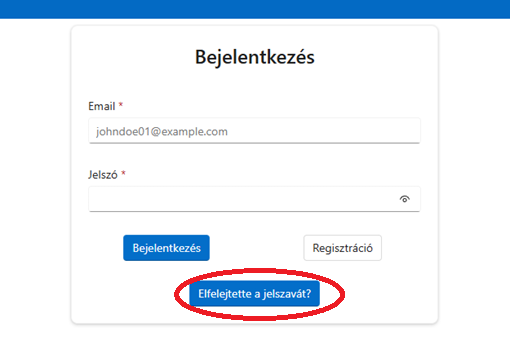 Bejelentkezés
Email *
johndoe01@example.com
Jelszó *
Bejelentkezés Regisztráció
Elfelejtette a jelszavát?